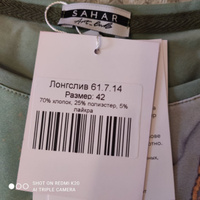 SAHAR
Лонгслив 61.7.14
Размер: 42
70% хлопок, 25% полиэстер, 5%
лайкра
SHOT ON REDMI K20
AI TRIPLE CAMERA